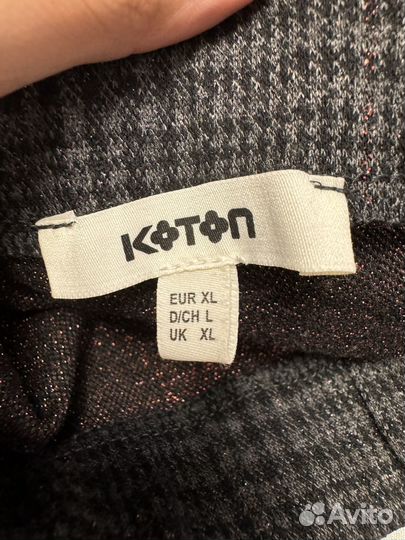 KOTON
EUR XL
D/CH L
UK XL
Avito